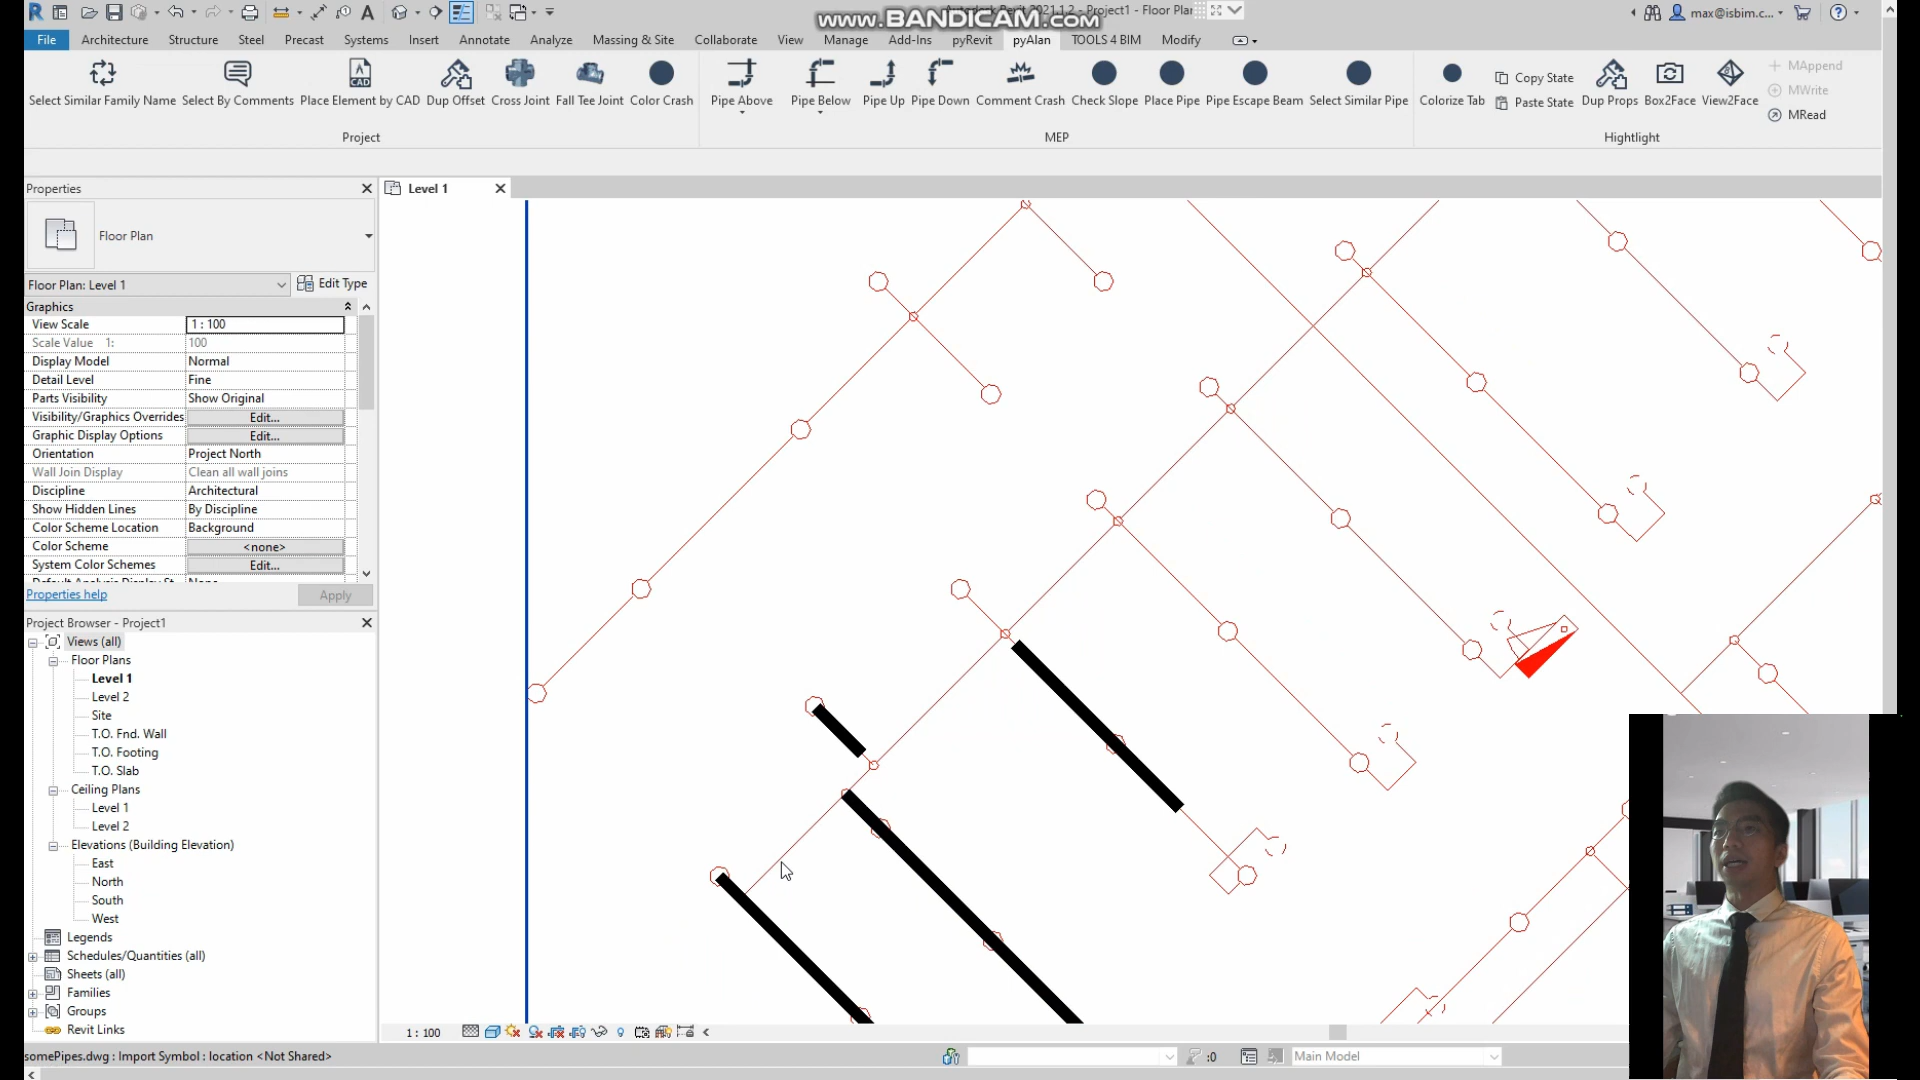 www.BANDICAM.com
Autodesk Revit 2021.1.2 - Project1 - Floor Plan
max@isbim.c...
File Architecture Structure Steel Precast Systems Insert Annotate Analyze Massing & Site Collaborate View Manage Add-Ins pyRevit pyAlan TOOLS 4 BIM Modify
Select Similar Family Name Select By Comments Place Element by CAD Dup Offset Cross Joint Fall Tee Joint Color Crash
Pipe Above Pipe Below Pipe Up Pipe Down Comment Crash Check Slope Place Pipe Pipe Escape Beam Select Similar Pipe
Colorize Tab Copy State Paste State Dup Props Box2Face View2Face MAppend MWrite MRead
Project MEP Hightlight
Properties
Level 1
Floor Plan
Floor Plan: Level 1 Edit Type
Graphics
View Scale 1 : 100
Scale Value 1: 100
Display Model Normal
Detail Level Fine
Parts Visibility Show Original
Visibility/Graphics Overrides Edit...
Graphic Display Options Edit...
Orientation Project North
Wall Join Display Clean all wall joins
Discipline Architectural
Show Hidden Lines By Discipline
Color Scheme Location Background
Color Scheme <none>
System Color Schemes Edit...
Properties help Apply
Project Browser - Project1
Views (all)
Floor Plans
Level 1
Level 2
Site
T.O. Fnd. Wall
T.O. Footing
T.O. Slab
Ceiling Plans
Level 1
Level 2
Elevations (Building Elevation)
East
North
South
West
Legends
Schedules/Quantities (all)
Sheets (all)
Families
Groups
Revit Links
1 : 100
somePipes.dwg : Import Symbol : location <Not Shared>
:0
Main Model